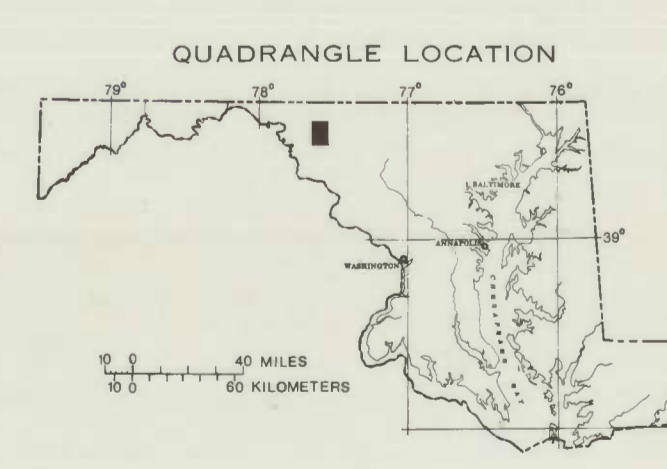 QUADRANGLE LOCATION
79° 78° 77° 76°
BALTIMORE
39°
ANNAPOLIS
WASHINGTON
CHESAPEAKE BAY
10 0 40 MILES
10 0 60 KILOMETERS